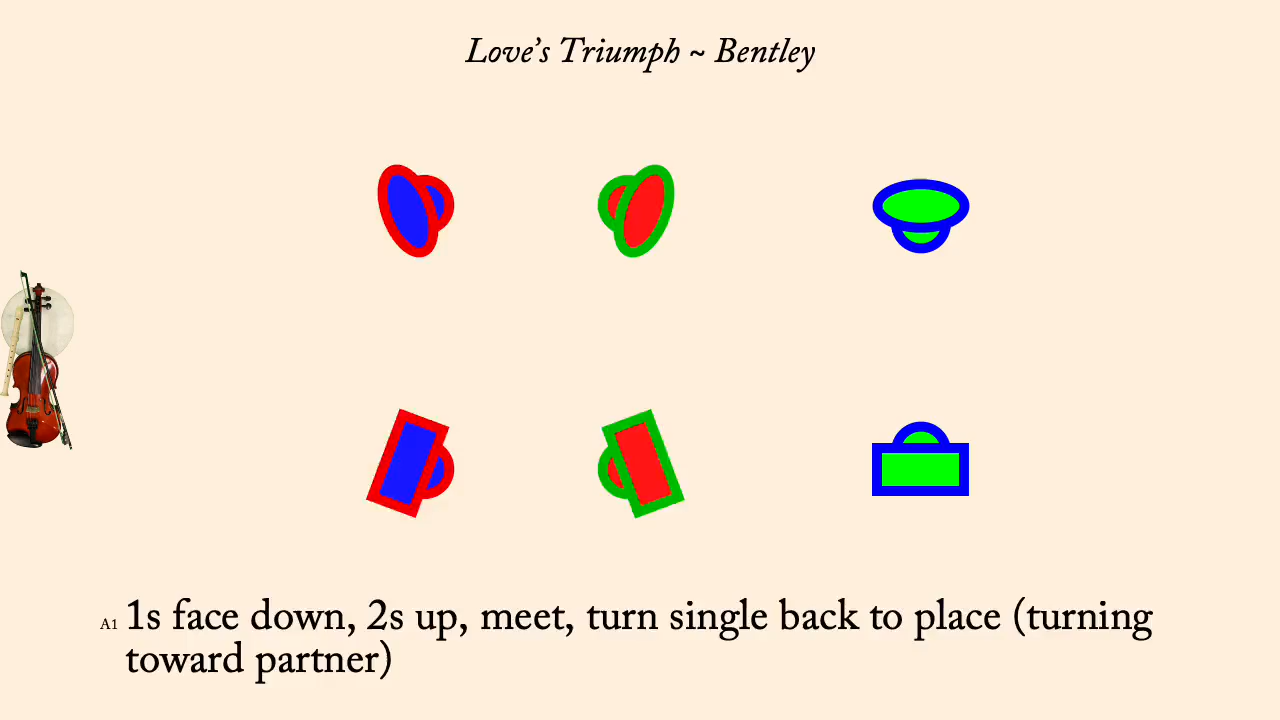 Love's Triumph ~ Bentley
A1 1s face down, 2s up, meet, turn single back to place (turning
toward partner)